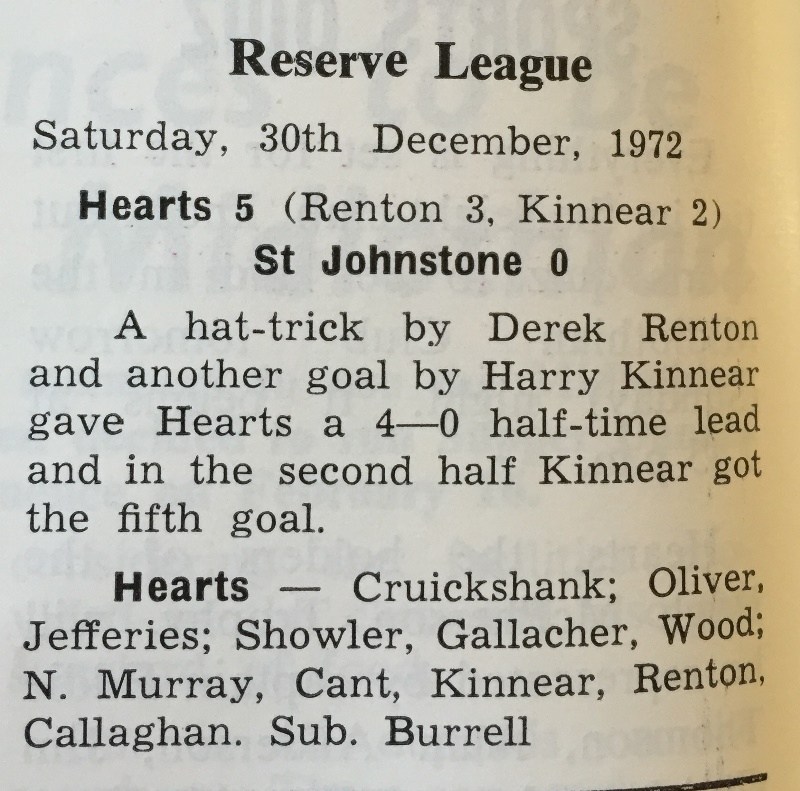 Reserve League
Saturday, 30th December, 1972
Hearts 5 (Renton 3, Kinnear 2)
St Johnstone 0
A hat-trick by Derek Renton
and another goal by Harry Kinnear
gave Hearts a 4—0 half-time lead
and in the second half Kinnear got
the fifth goal.
Hearts — Cruickshank; Oliver,
Jefferies; Showler, Gallacher, Wood;
N. Murray, Cant, Kinnear, Renton,
Callaghan. Sub. Burrell